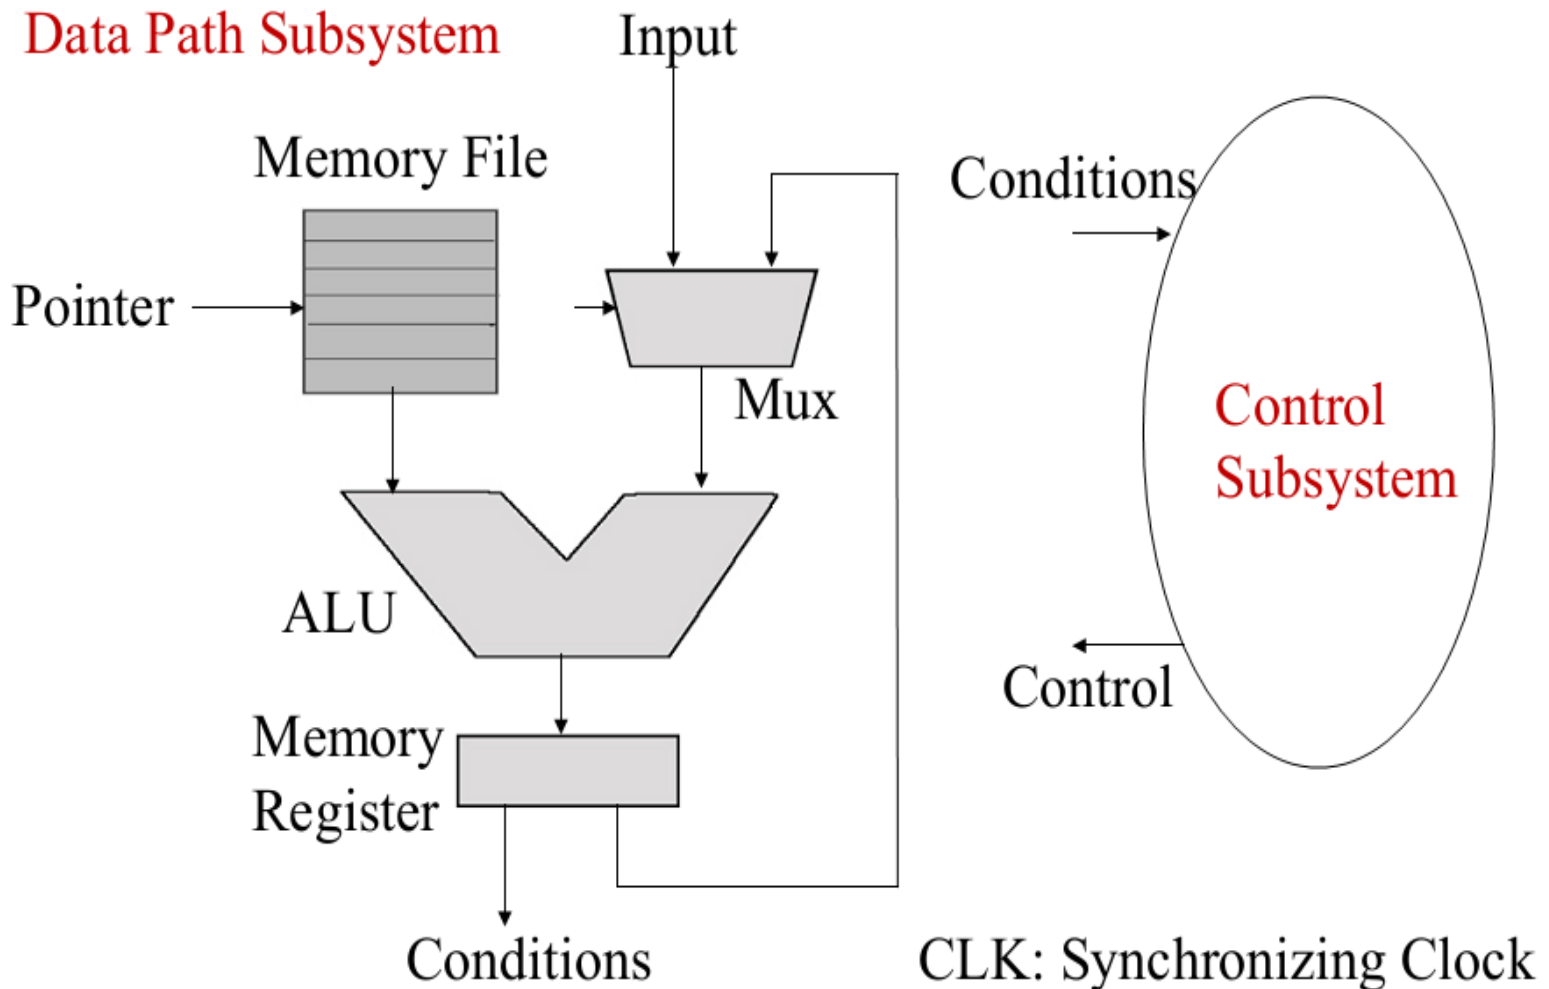 Data Path Subsystem
Input
Memory File
Conditions
Pointer
Mux
Control
Subsystem
ALU
Control
Memory
Register
Conditions
CLK: Synchronizing Clock